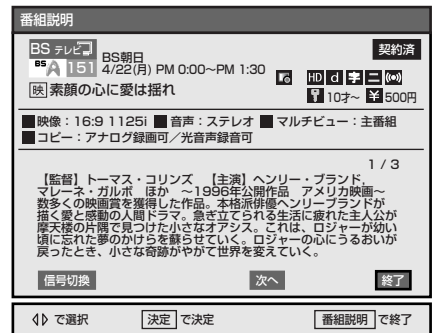 番組説明
BS テレビ BS朝日 契約済
BSA 151 4/22(月) PM 0:00~PM 1:30
HD d 字 二
映 素顔の心に愛は揺れ 10才~ ¥ 500円
■映像：16:9 1125i ■音声：ステレオ ■マルチビュー：主番組
■コピー：アナログ録画可／光音声録音可
1 / 3
【監督】トーマス・コリンズ 【主演】ヘンリー・ブランド,
マレーネ・ガルボ ほか ～1996年公開作品 アメリカ映画～
数多くの映画賞を獲得した作品。本格派俳優ヘンリーブランドが
描く愛と感動の人間ドラマ。急ぎ立てられる生活に疲れた主人公が
摩天楼の片隅で見つけた小さなオアシス。これは、ロジャーが幼い
頃に忘れた夢のかけらを蘇らせていく。ロジャーの心にうるおいが
戻ったとき、小さな奇跡がやがて世界を変えていく。
信号切換 次へ 終了
で選択 決定 で決定 番組説明 で終了